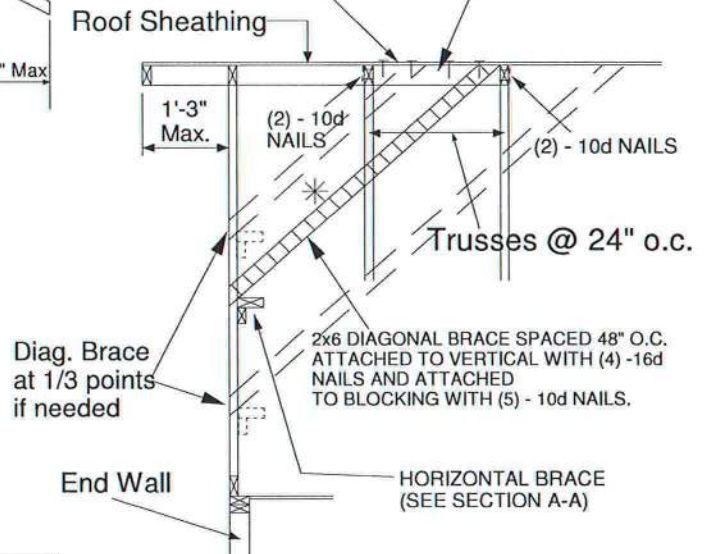 Roof Sheathing
" Max
1'-3"
Max.
(2) - 10d
NAILS
(2) - 10d NAILS
Trusses @ 24" o.c.
2x6 DIAGONAL BRACE SPACED 48" O.C.
ATTACHED TO VERTICAL WITH (4) -16d
NAILS AND ATTACHED
TO BLOCKING WITH (5) - 10d NAILS.
Diag. Brace
at 1/3 points
if needed
End Wall
HORIZONTAL BRACE
(SEE SECTION A-A)